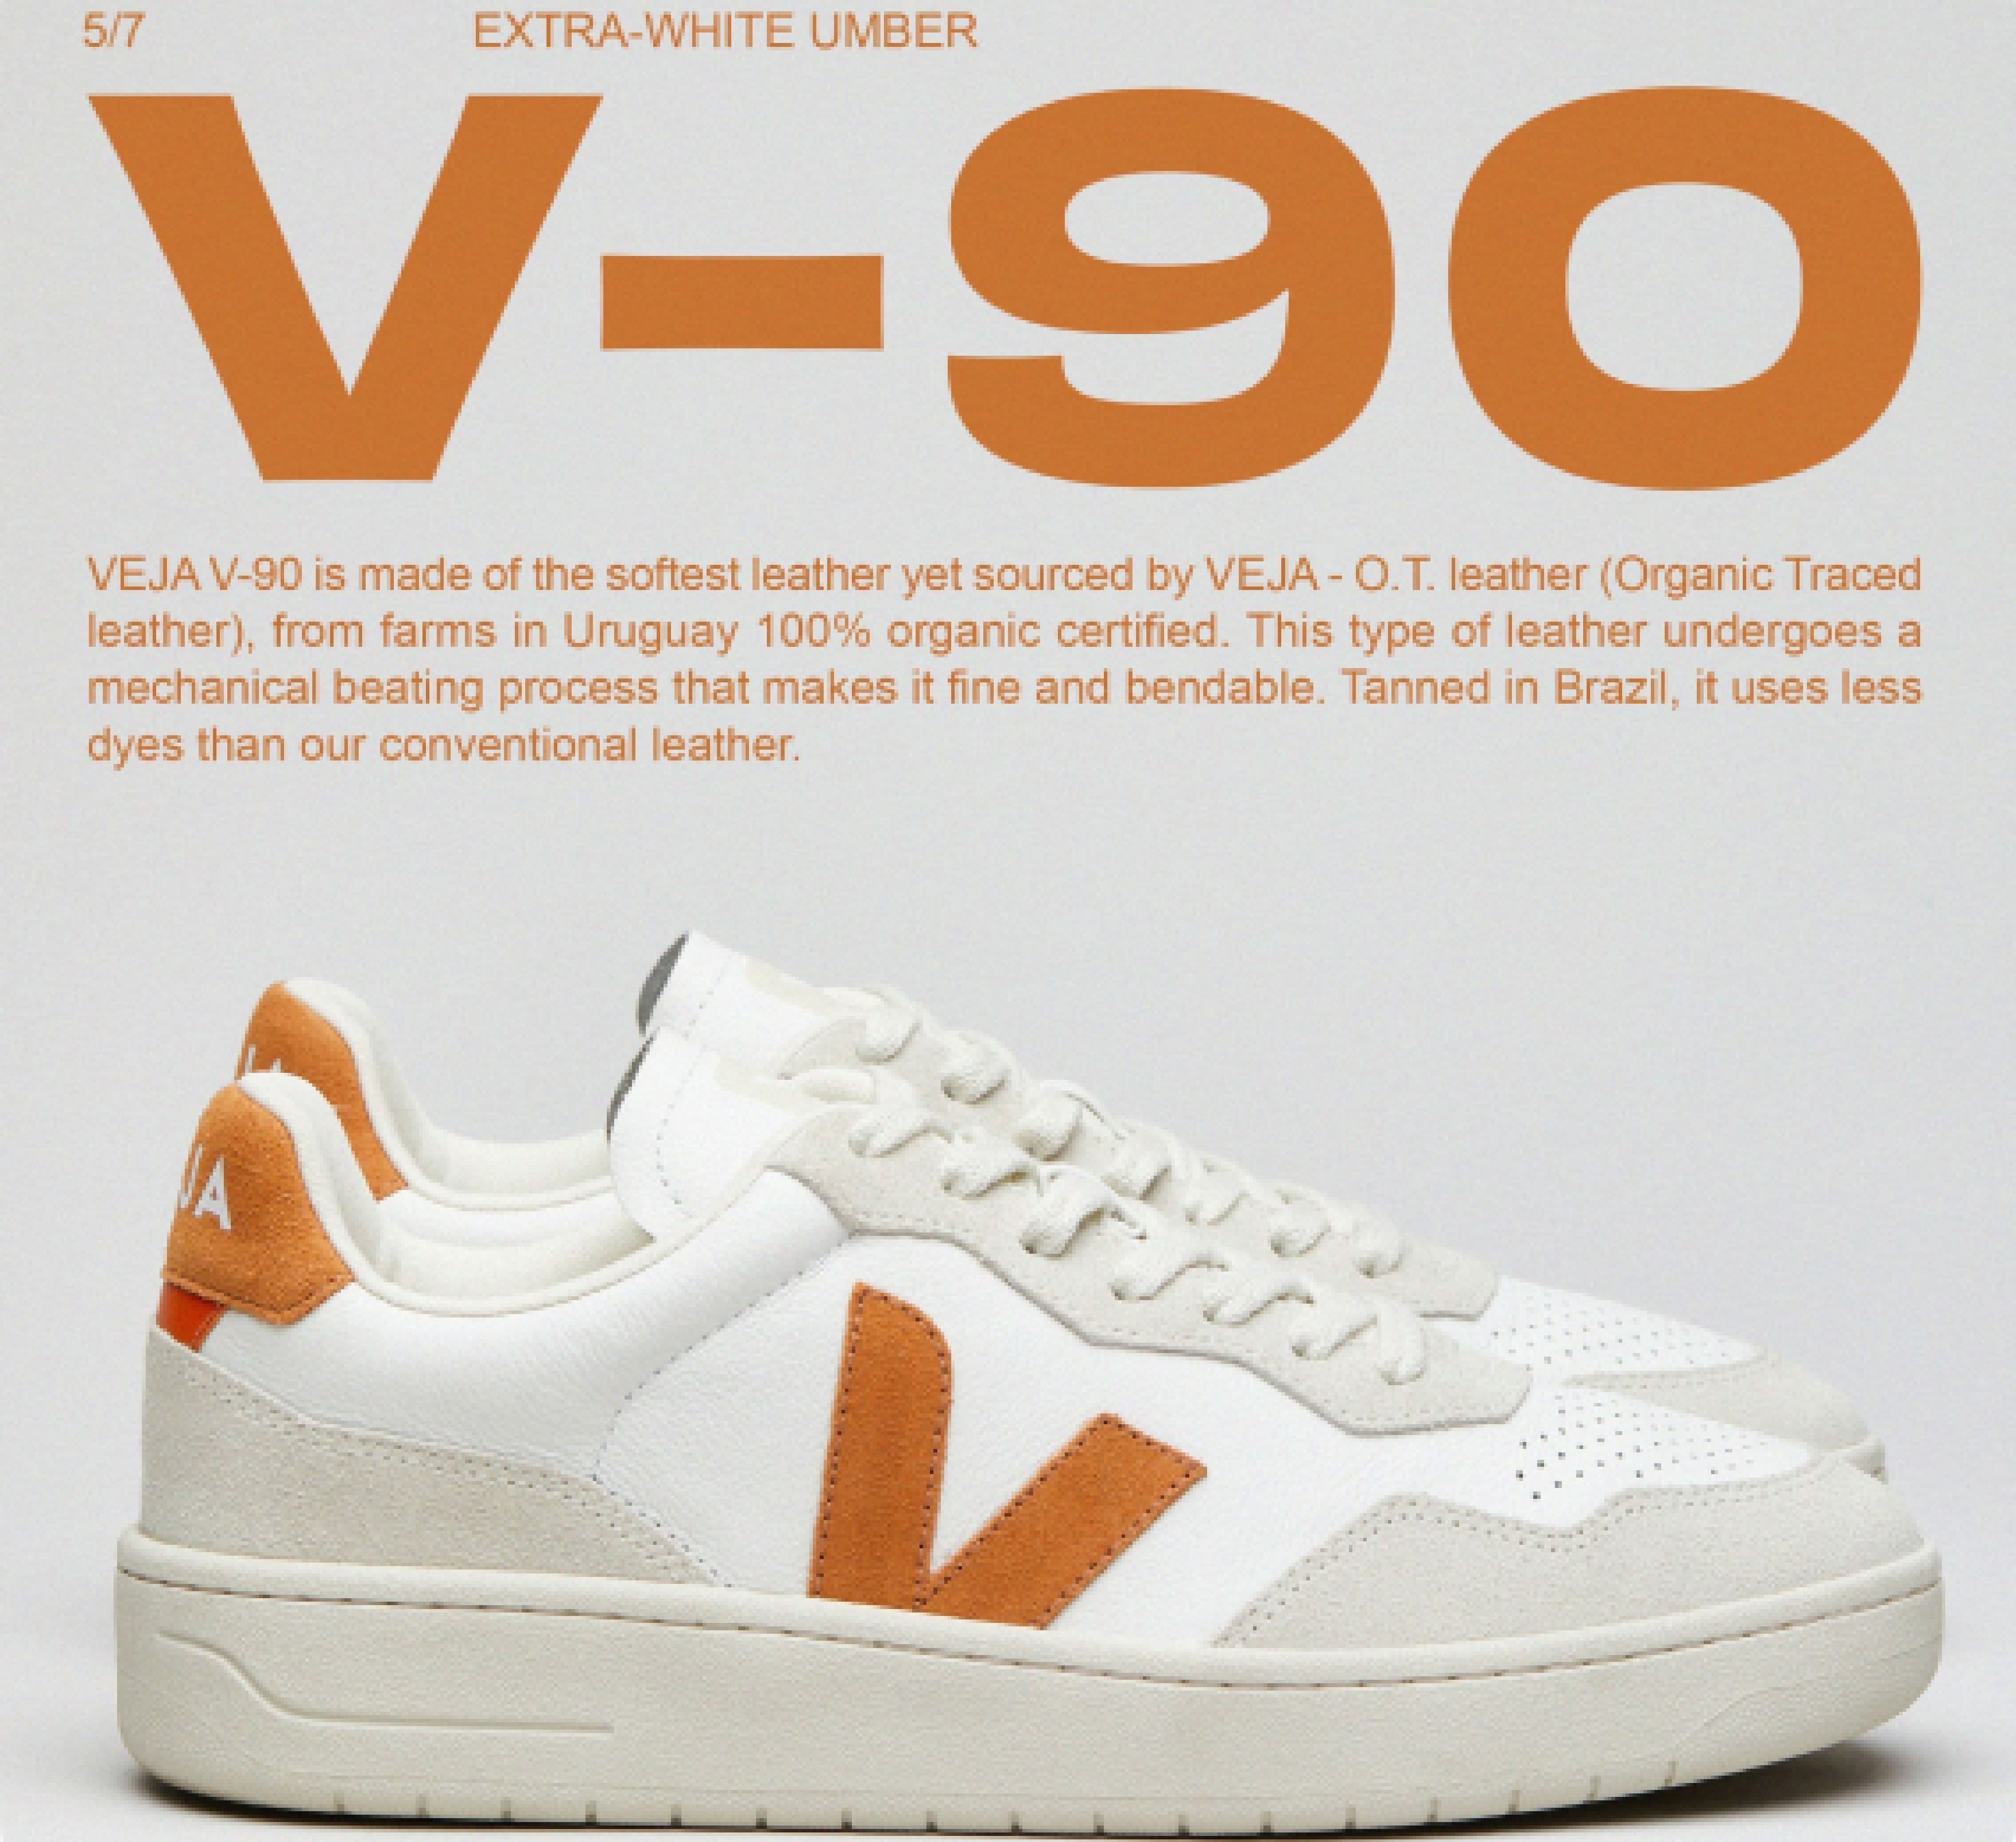 5/7 EXTRA-WHITE UMBER
V-90
VEJA V-90 is made of the softest leather yet sourced by VEJA - O.T. leather (Organic Traced
leather), from farms in Uruguay 100% organic certified. This type of leather undergoes a
mechanical beating process that makes it fine and bendable. Tanned in Brazil, it uses less
dyes than our conventional leather.
JA
V